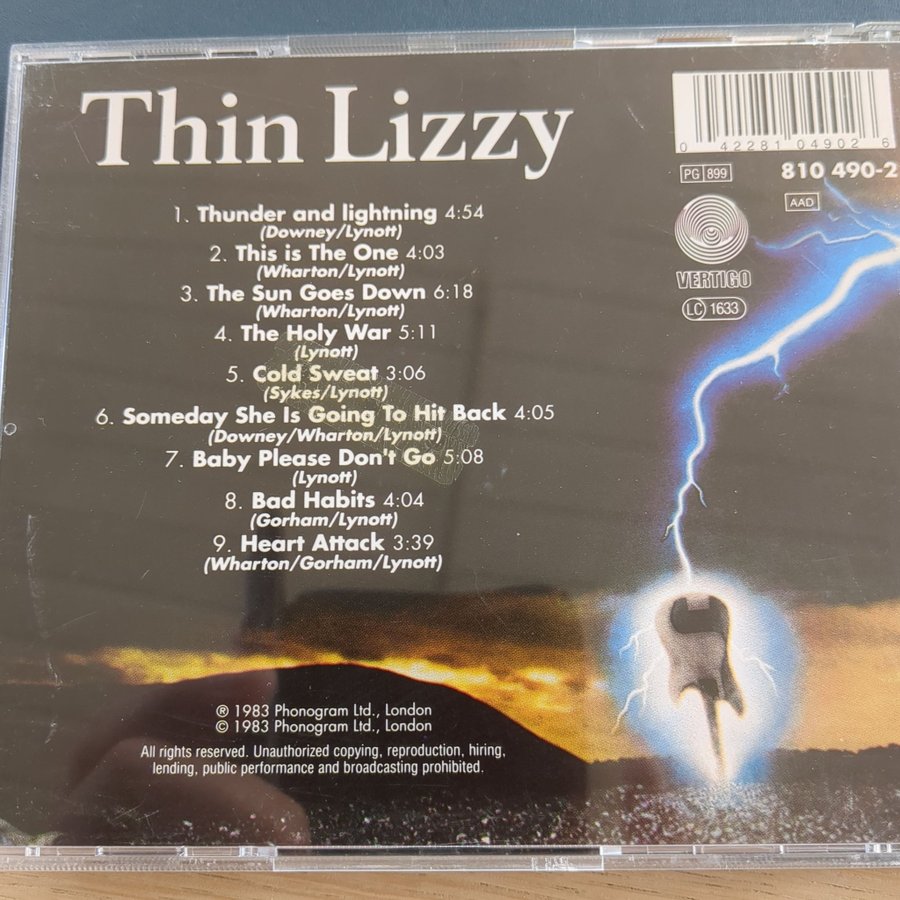 Thin Lizzy
0 42281 04902 6
PG 899
810 490-2
AAD
VERTIGO
LC 1633
1. Thunder and lightning 4:54
(Downey/Lynott)
2. This is The One 4:03
(Wharton/Lynott)
3. The Sun Goes Down 6:18
(Wharton/Lynott)
4. The Holy War 5:11
(Lynott)
5. Cold Sweat 3:06
(Sykes/Lynott)
6. Someday She Is Going To Hit Back 4:05
(Downey/Wharton/Lynott)
7. Baby Please Don't Go 5:08
(Lynott)
8. Bad Habits 4:04
(Gorham/Lynott)
9. Heart Attack 3:39
(Wharton/Gorham/Lynott)
℗ 1983 Phonogram Ltd., London
© 1983 Phonogram Ltd., London
All rights reserved. Unauthorized copying, reproduction, hiring,
lending, public performance and broadcasting prohibited.